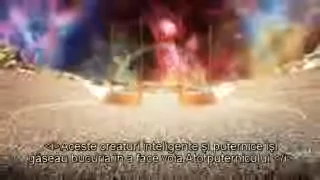 <i>Aceste creaturi inteligente și puternice își
găseau bucuria în a face voia Atotputernicului.</i>